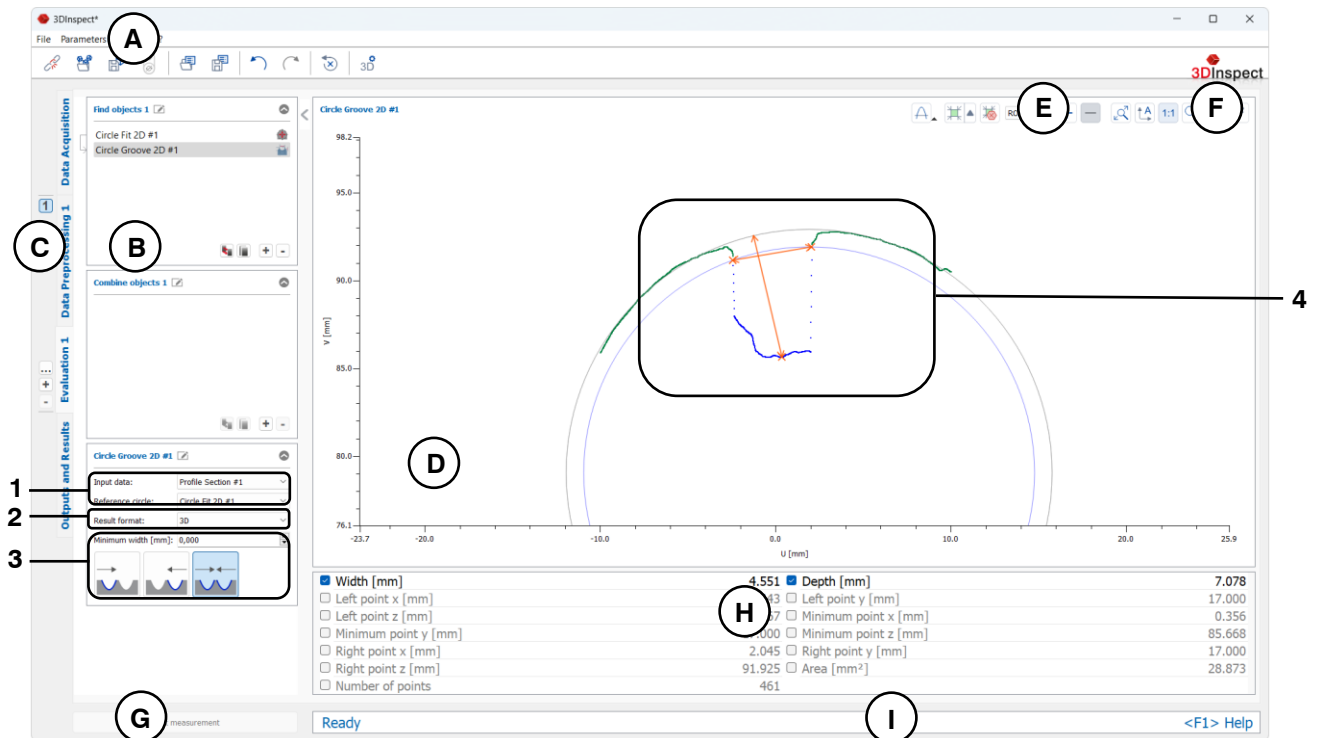 3DInspect*
File Parameters ?
A
3D
3DInspect
Data Acquisition
Data Preprocessing 1
Evaluation 1
Outputs and Results
1
...
+
-
C
Find objects 1
Circle Fit 2D #1
Circle Groove 2D #1
B
+ -
Combine objects 1
+ -
Circle Groove 2D #1
1
Input data: Profile Section #1
Reference circle: Circle Fit 2D #1
2
Result format: 3D
3
Minimum width [mm]: 0,000
G
measurement
Circle Groove 2D #1
E
1:1
F
98.2
95.0
90.0
85.0
80.0
76.1
V [mm]
4
D
-23.7 -20.0 -10.0 0.0 10.0 20.0 25.9
U [mm]
Width [mm] 4.551 Depth [mm] 7.078
Left point x [mm] Left point y [mm] 17.000
Left point z [mm] Minimum point x [mm] 0.356
Minimum point y [mm] Minimum point z [mm] 85.668
Right point x [mm] 2.045 Right point y [mm] 17.000
Right point z [mm] 91.925 Area [mm²] 28.873
Number of points 461
H
Ready
I
<F1> Help